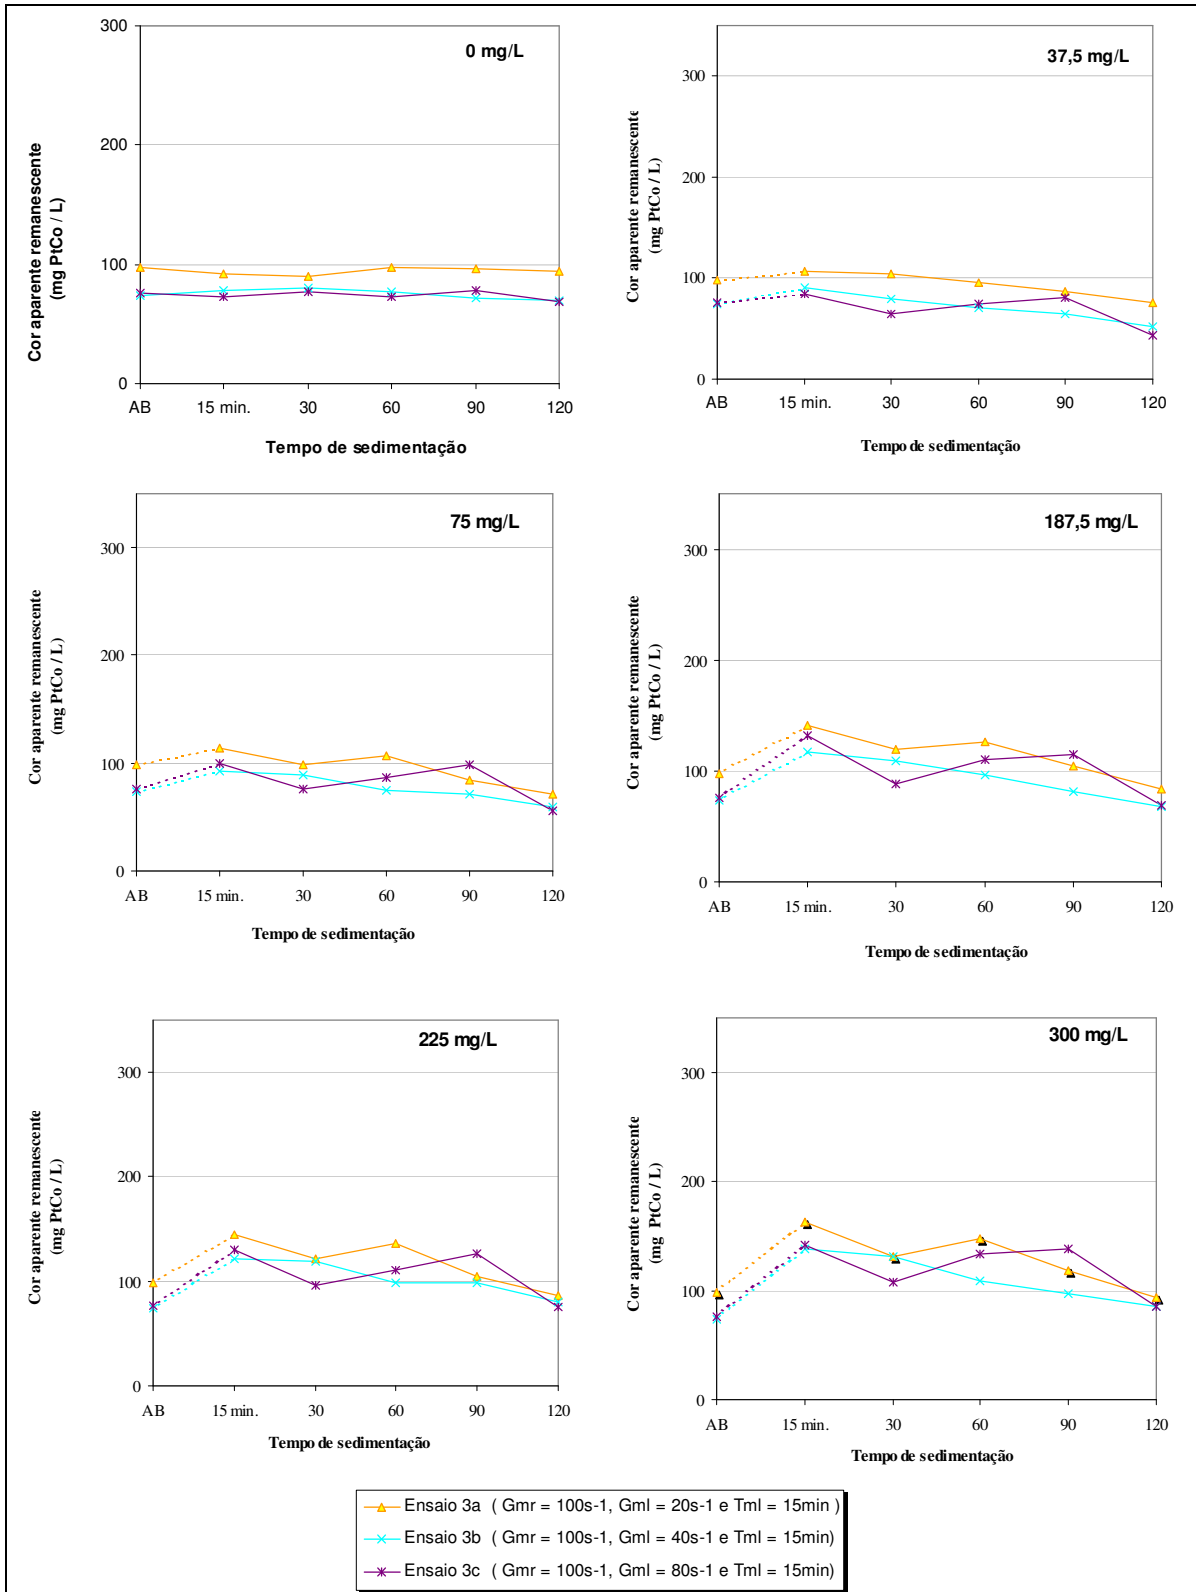 0 mg/L
300
200
100
0
Cor aparente remanescente
(mg PtCo / L)
AB 15 min. 30 60 90 120
Tempo de sedimentação
37,5 mg/L
300
200
100
0
Cor aparente remanescente
(mg PtCo / L)
AB 15 min. 30 60 90 120
Tempo de sedimentação
75 mg/L
300
200
100
0
Cor aparente remanescente
(mg PtCo / L)
AB 15 min. 30 60 90 120
Tempo de sedimentação
187,5 mg/L
300
200
100
0
Cor aparente remanescente
(mg PtCo / L)
AB 15 min. 30 60 90 120
Tempo de sedimentação
225 mg/L
300
200
100
0
Cor aparente remanescente
(mg PtCo / L)
AB 15 min. 30 60 90 120
Tempo de sedimentação
300 mg/L
300
200
100
0
Cor aparente remanescente
(mg PtCo / L)
AB 15 min. 30 60 90 120
Tempo de sedimentação
Ensaio 3a ( Gmr = 100s-1, Gml = 20s-1 e Tml = 15min )
Ensaio 3b ( Gmr = 100s-1, Gml = 40s-1 e Tml = 15min)
Ensaio 3c ( Gmr = 100s-1, Gml = 80s-1 e Tml = 15min)